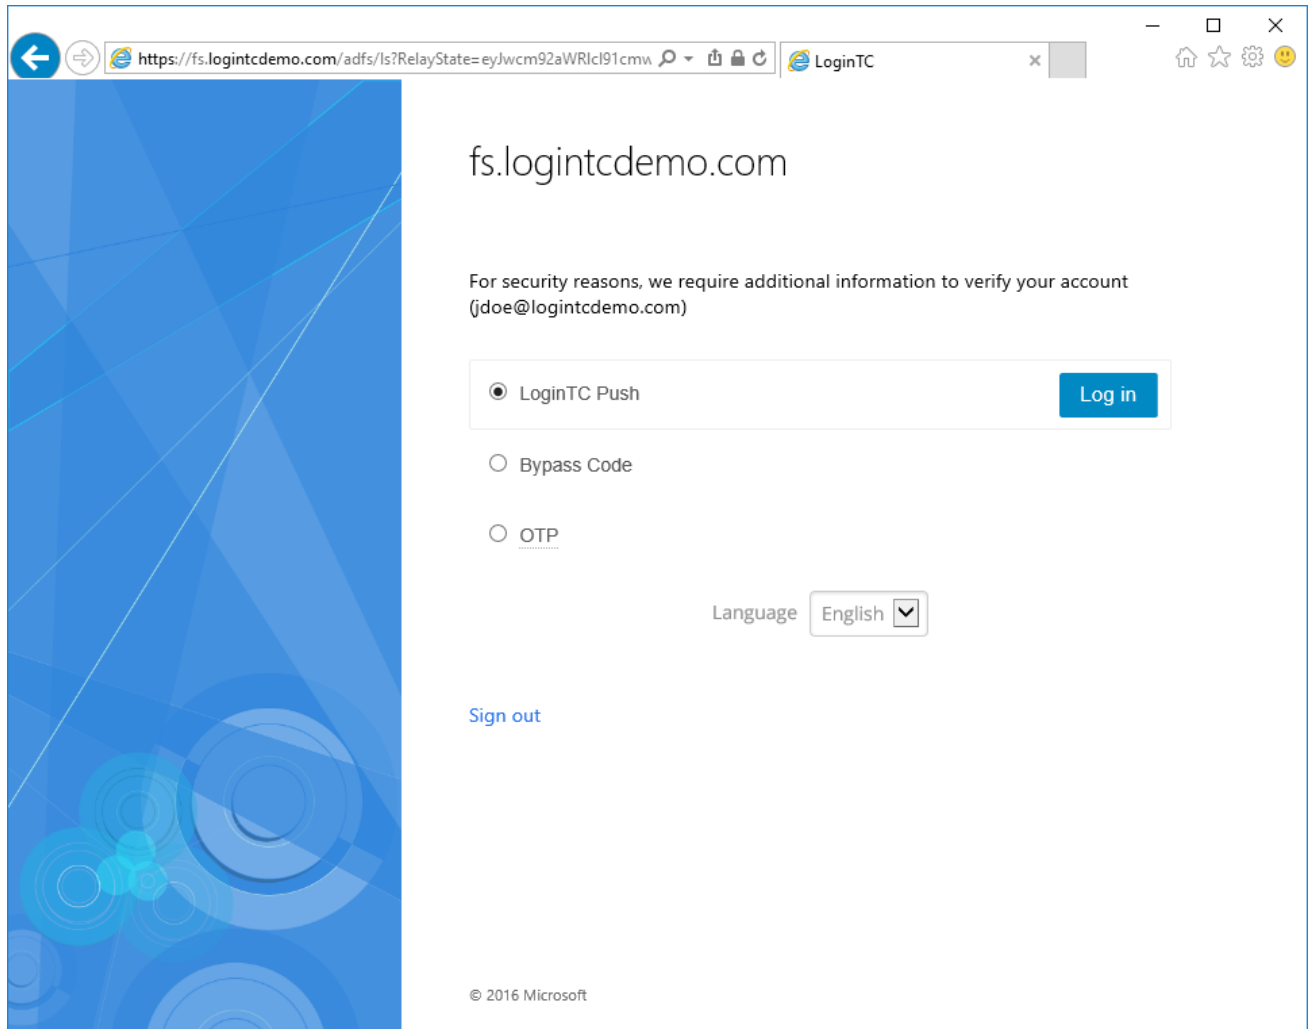 https://fs.logintcdemo.com/adfs/ls?RelayState=eyJwcm92aWRlcl91cmw
LoginTC
fs.logintcdemo.com
For security reasons, we require additional information to verify your account
(jdoe@logintcdemo.com)
LoginTC Push
Log in
Bypass Code
OTP
Language
English
Sign out
© 2016 Microsoft